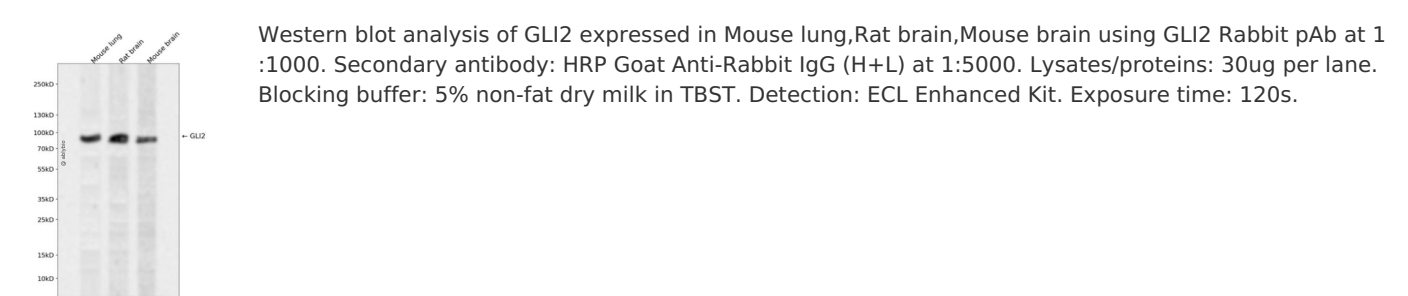 Mouse lung
Rat brain
Mouse brain
250kD
130kD
100kD
70kD
55kD
35kD
25kD
15kD
10kD
← GLI2
@ abybro
Western blot analysis of GLI2 expressed in Mouse lung,Rat brain,Mouse brain using GLI2 Rabbit pAb at 1
:1000. Secondary antibody: HRP Goat Anti-Rabbit IgG (H+L) at 1:5000. Lysates/proteins: 30ug per lane.
Blocking buffer: 5% non-fat dry milk in TBST. Detection: ECL Enhanced Kit. Exposure time: 120s.